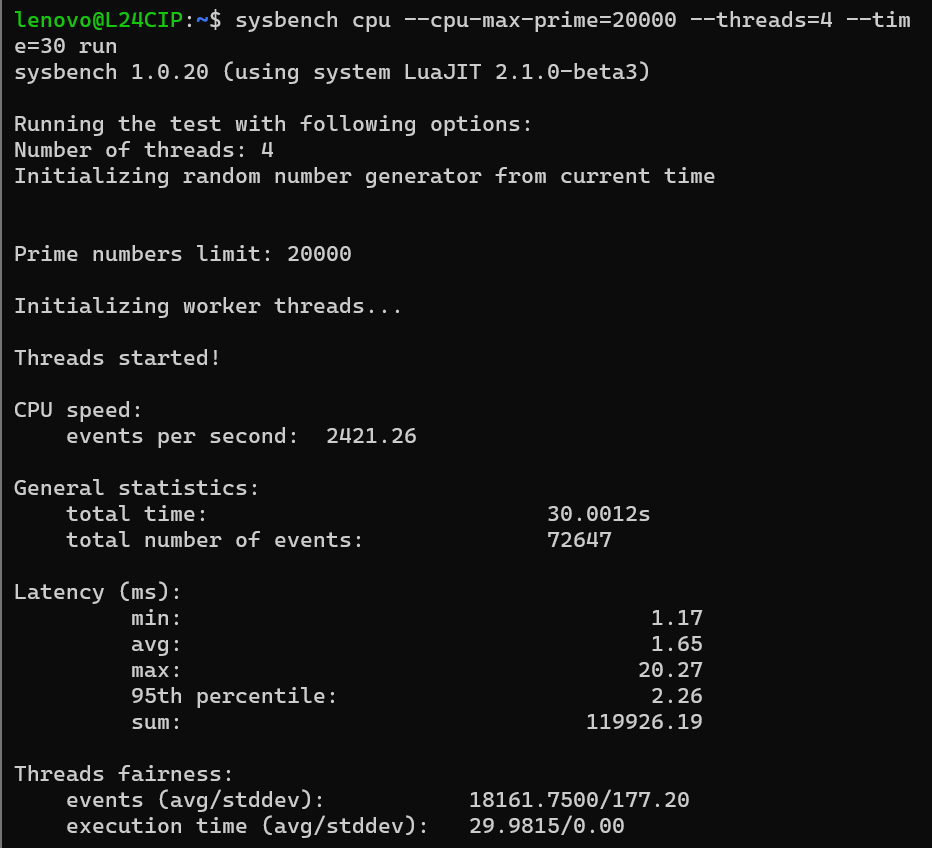 lenovo@L24CIP:~$ sysbench cpu --cpu-max-prime=20000 --threads=4 --tim
e=30 run
sysbench 1.0.20 (using system LuaJIT 2.1.0-beta3)
Running the test with following options:
Number of threads: 4
Initializing random number generator from current time
Prime numbers limit: 20000
Initializing worker threads...
Threads started!
CPU speed:
    events per second:  2421.26
General statistics:
    total time:                          30.0012s
    total number of events:              72647
Latency (ms):
         min:                                    1.17
         avg:                                    1.65
         max:                                   20.27
         95th percentile:                        2.26
         sum:                               119926.19
Threads fairness:
    events (avg/stddev):           18161.7500/177.20
    execution time (avg/stddev):   29.9815/0.00